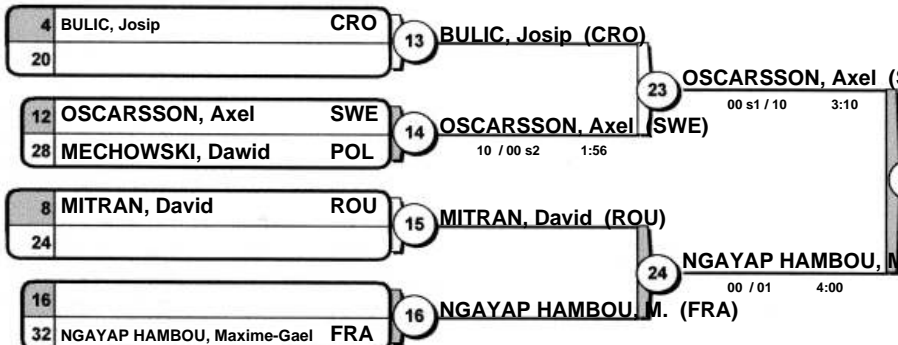 4 BULIC, Josip CRO
20
13 BULIC, Josip (CRO)
12 OSCARSSON, Axel SWE
28 MECHOWSKI, Dawid POL
14 OSCARSSON, Axel (SWE)
10 / 00 s2 1:56
23 OSCARSSON, Axel (S
00 s1 / 10 3:10
8 MITRAN, David ROU
24
15 MITRAN, David (ROU)
16
32 NGAYAP HAMBOU, Maxime-Gael FRA
16 NGAYAP HAMBOU, M. (FRA)
24 NGAYAP HAMBOU, M
00 / 01 4:00